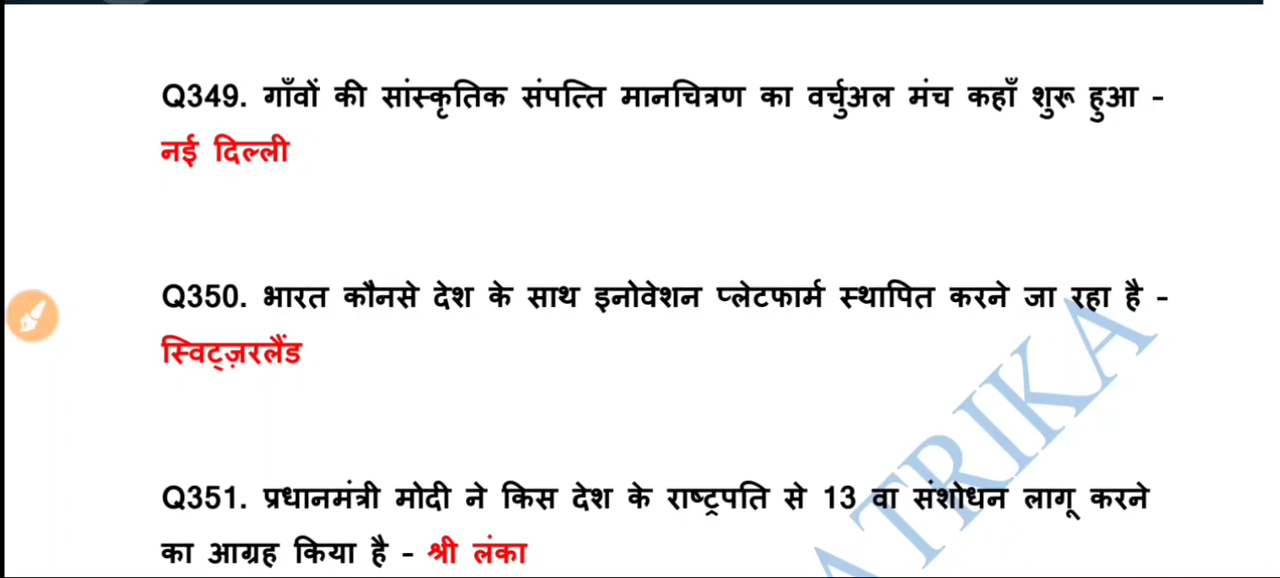 Q349. गाँवों की सांस्कृतिक संपत्ति मानचित्रण का वर्चुअल मंच कहाँ शुरू हुआ -
नई दिल्ली
Q350. भारत कौनसे देश के साथ इनोवेशन प्लेटफार्म स्थापित करने जा रहा है -
स्विट्ज़रलैंड
Q351. प्रधानमंत्री मोदी ने किस देश के राष्ट्रपति से 13 वा संशोधन लागू करने
का आग्रह किया है - श्री लंका
A TRIKA